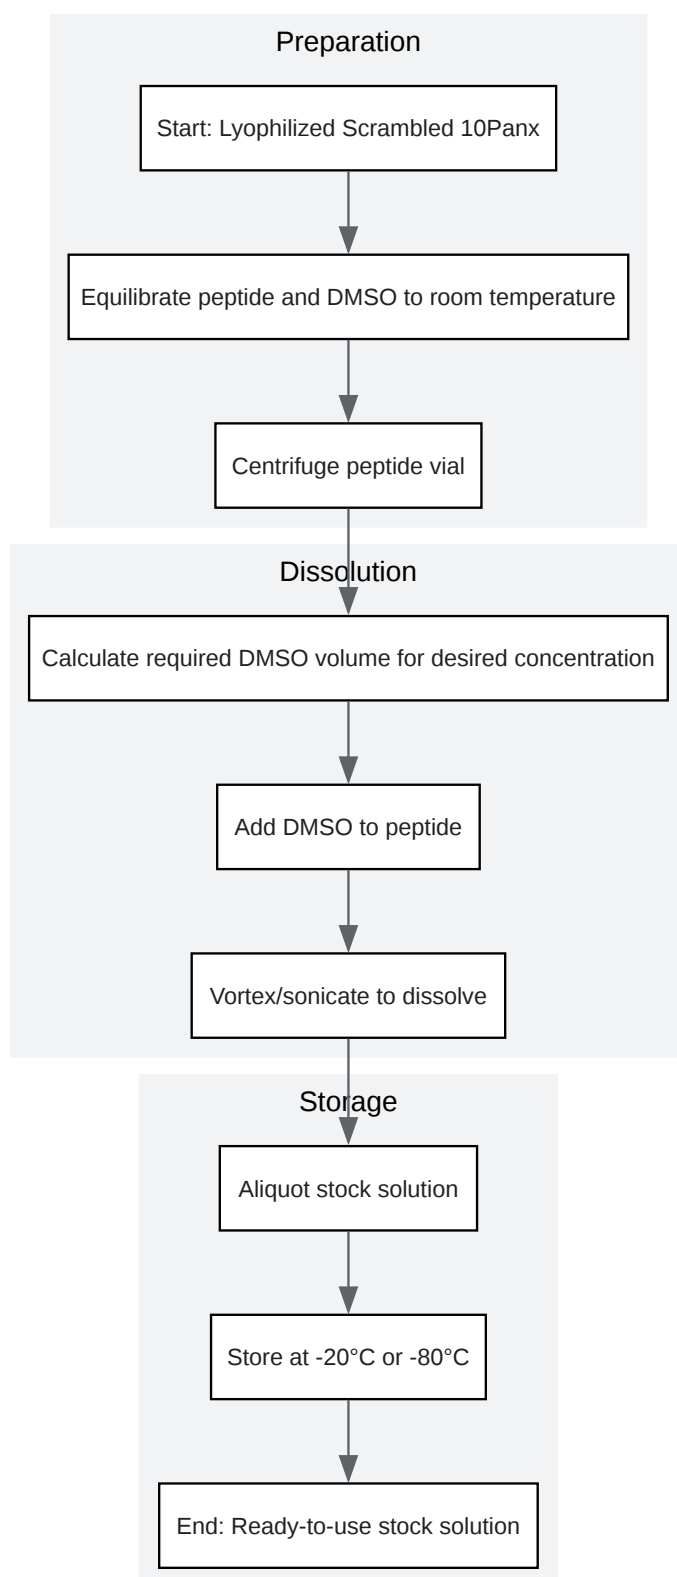 Preparation
Start: Lyophilized Scrambled 10Panx
Equilibrate peptide and DMSO to room temperature
Centrifuge peptide vial
Dissolution
Calculate required DMSO volume for desired concentration
Add DMSO to peptide
Vortex/sonicate to dissolve
Storage
Aliquot stock solution
Store at -20°C or -80°C
End: Ready-to-use stock solution